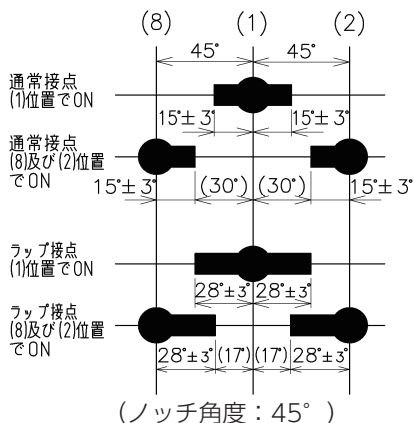 (8) (1) (2)
45° 45°
通常接点
(1)位置でON
15°±3° 15°±3°
通常接点
(8)及び(2)位置
でON
15°±3° (30°) (30°) 15°±3°
ラップ接点
(1)位置でON
28°±3° 28°±3°
ラップ接点
(8)及び(2)位置
でON
28°±3° (17°) (17°) 28°±3°
(ノッチ角度：45°)